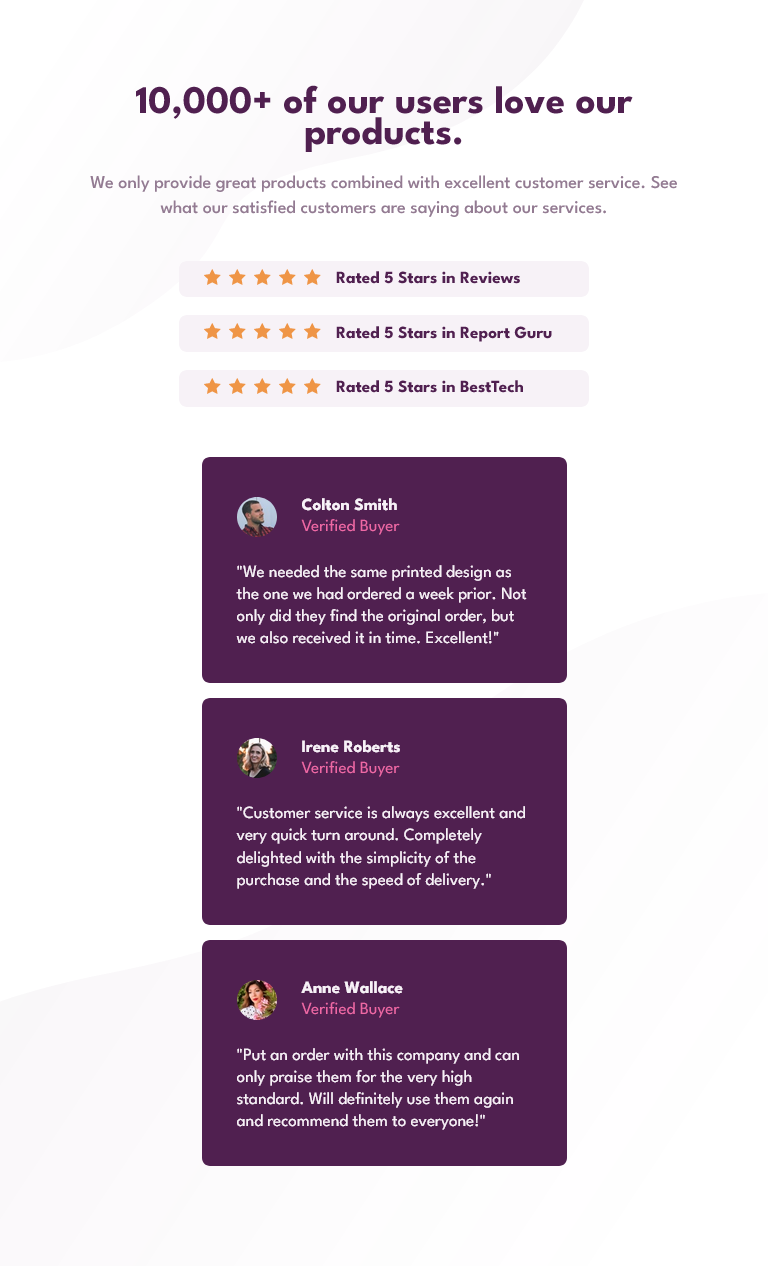 10,000+ of our users love our
products.
We only provide great products combined with excellent customer service. See
what our satisfied customers are saying about our services.
Rated 5 Stars in Reviews
Rated 5 Stars in Report Guru
Rated 5 Stars in BestTech
Colton Smith
Verified Buyer
"We needed the same printed design as
the one we had ordered a week prior. Not
only did they find the original order, but
we also received it in time. Excellent!"
Irene Roberts
Verified Buyer
"Customer service is always excellent and
very quick turn around. Completely
delighted with the simplicity of the
purchase and the speed of delivery."
Anne Wallace
Verified Buyer
"Put an order with this company and can
only praise them for the very high
standard. Will definitely use them again
and recommend them to everyone!"